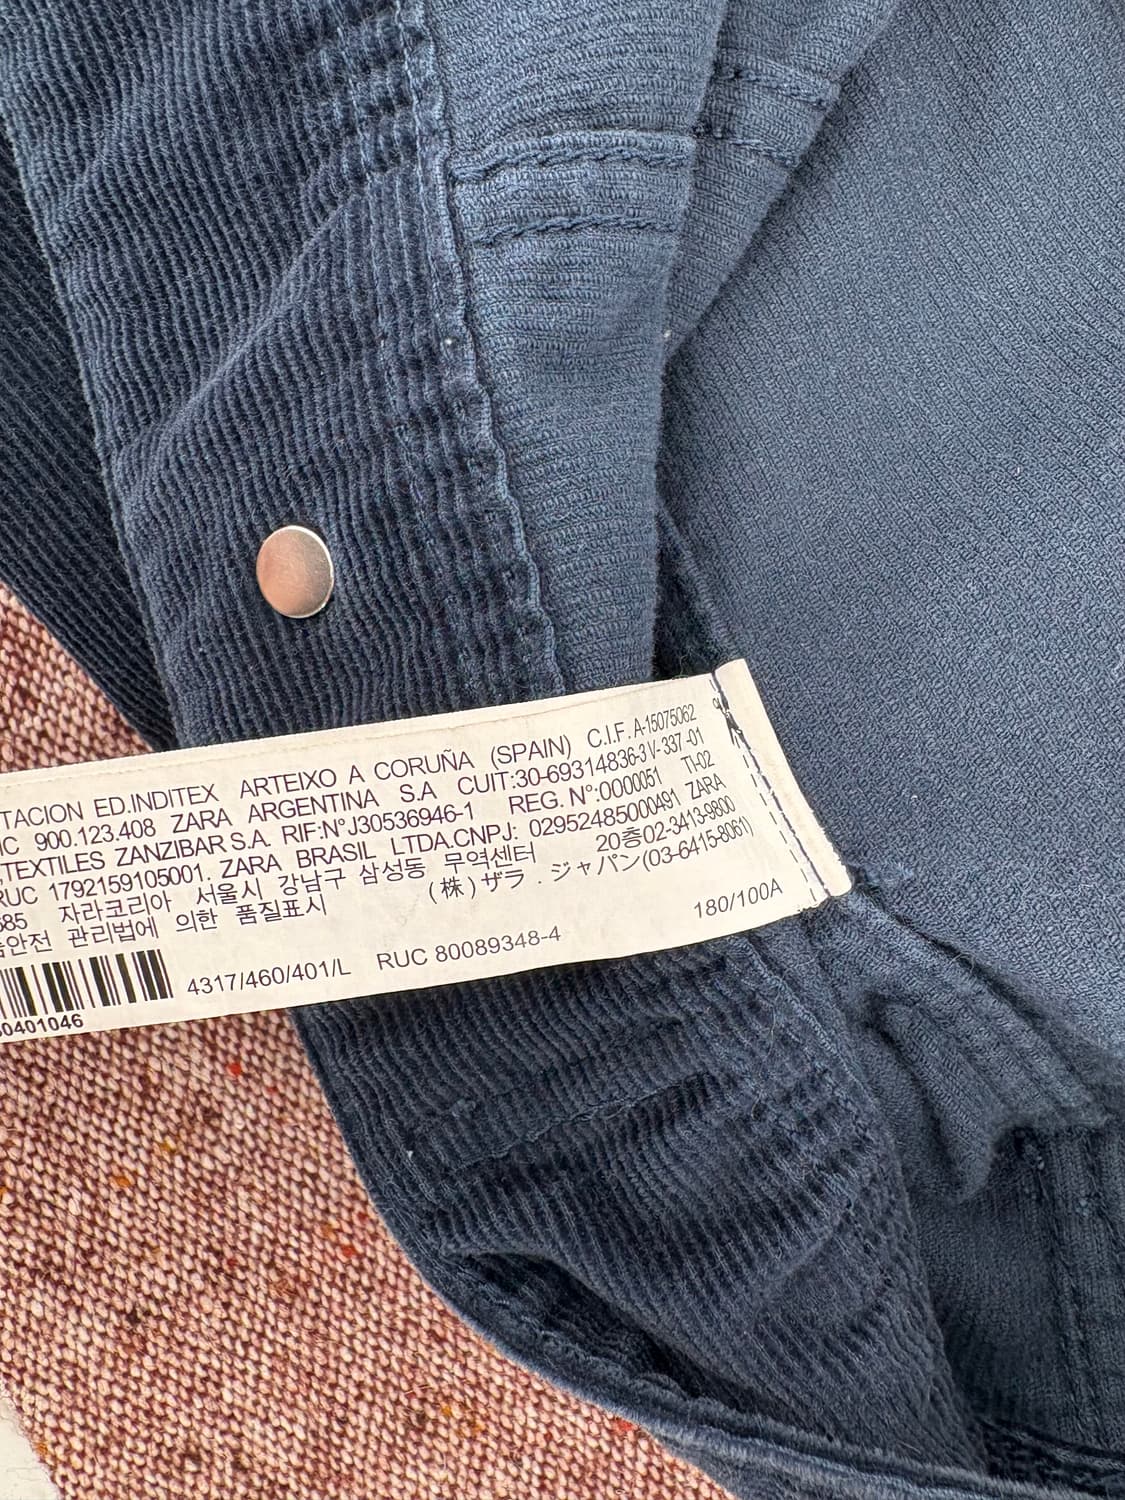 TACION ED.INDITEX ARTEIXO A CORUÑA (SPAIN) C.I.F. A-15075062
IC 900.123.408 ZARA ARGENTINA S.A CUIT:30-69314836-3 I/- 337 -01
,TEXTILES ZANZIBAR S.A. RIF:N°J30536946-1 REG. N°:0000051 TI-02
RUC 1792159105001. ZARA BRASIL LTDA.CNPJ: 02952485000491 ZARA
685 자라코리아 서울시 강남구 삼성동 무역센터 20층02-3413-9800
안전 관리법에 의한 품질표시 (株)ザラ . ジャパン(03-6415-8061)
180/100A
4317/460/401/L RUC 80089348-4
0401046